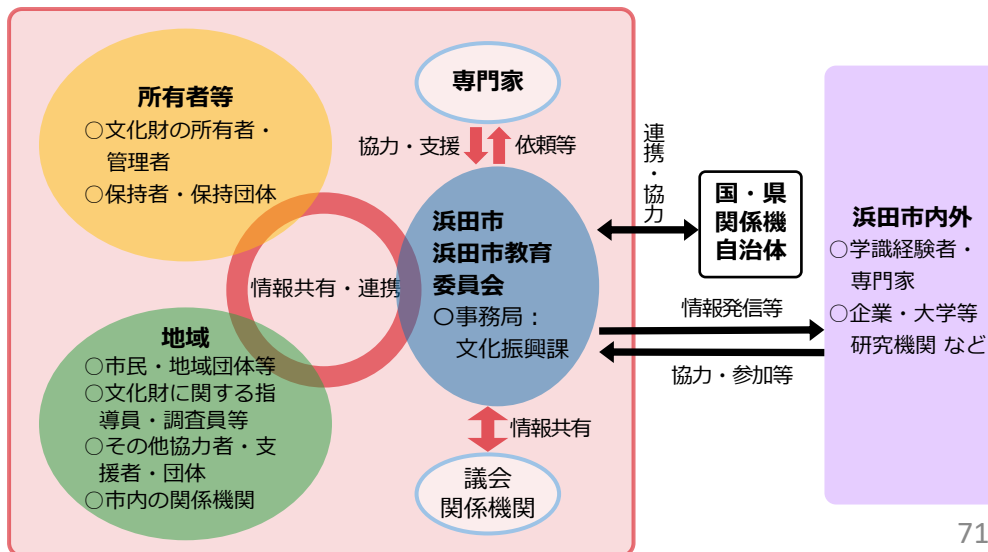 所有者等
○文化財の所有者・
管理者
○保持者・保持団体
専門家
協力・支援
依頼等
情報共有・連携
浜田市
浜田市教育
委員会
○事務局：
文化振興課
地域
○市民・地域団体等
○文化財に関する指
導員・調査員等
○その他協力者・支
援者・団体
○市内の関係機関
情報共有
議会
関係機関
連携・協力
国・県
関係機
自治体
情報発信等
協力・参加等
浜田市内外
○学識経験者・
専門家
○企業・大学等
研究機関 など
71